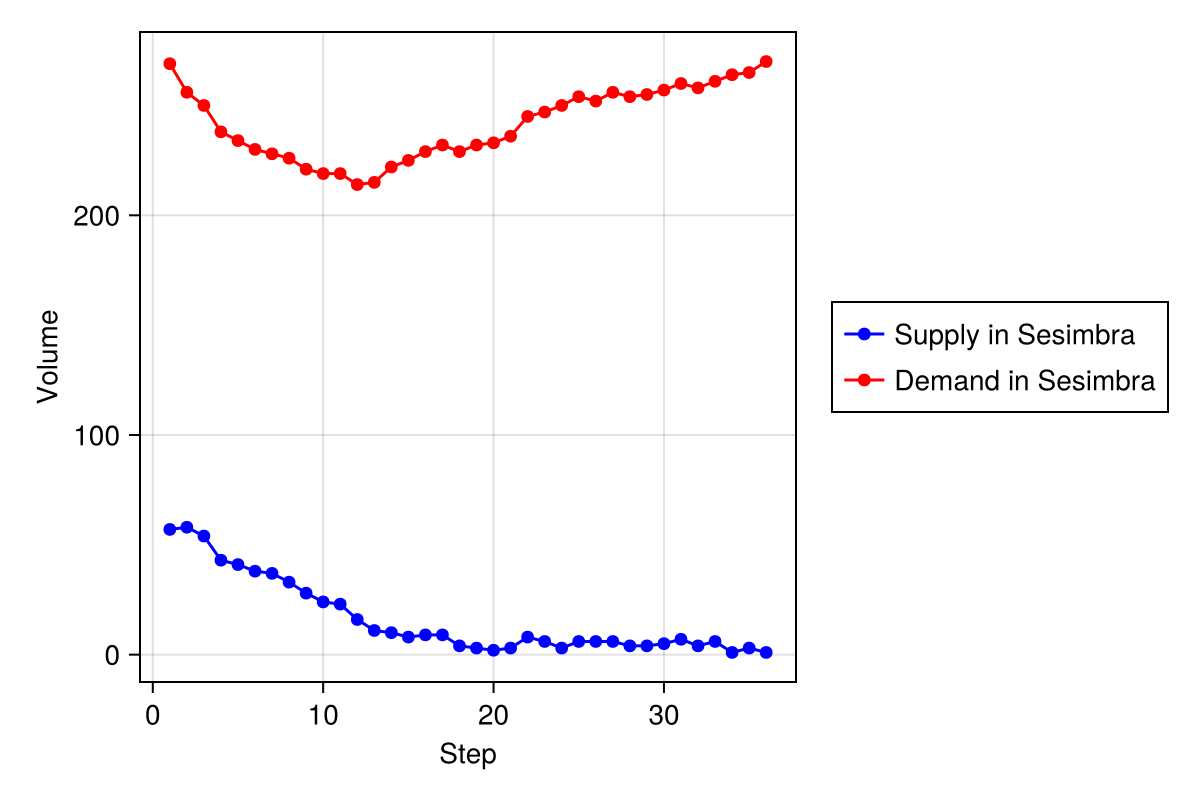 200
100
0
Volume
0 10 20 30
Step
Supply in Sesimbra
Demand in Sesimbra